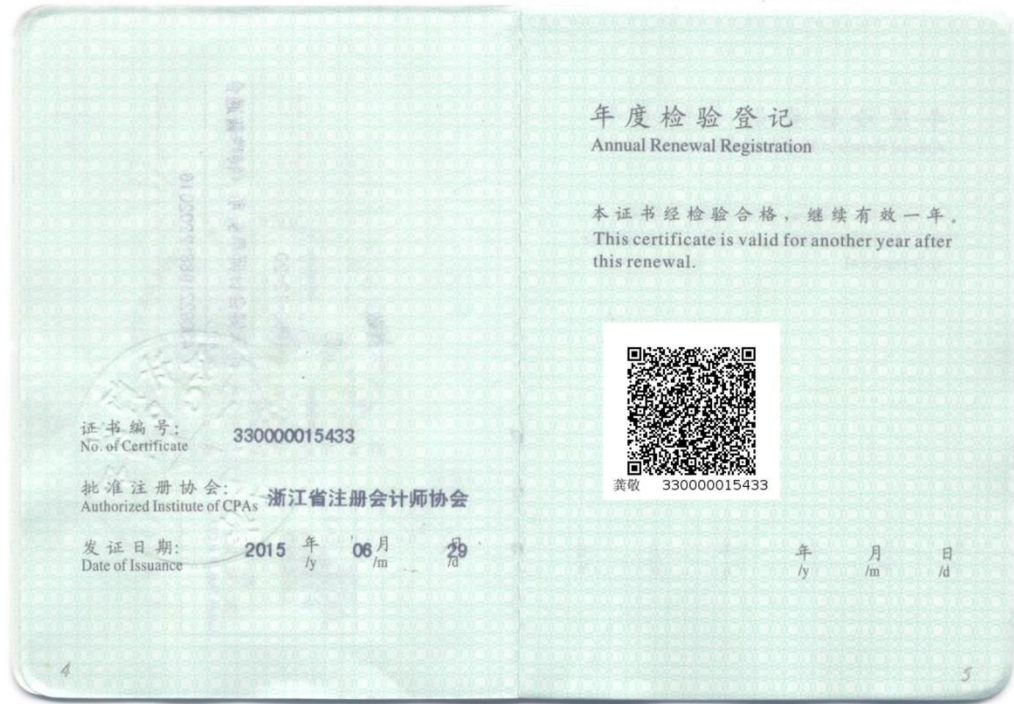 证书编号：
No. of Certificate
330000015433
批准注册协会：
Authorized Institute of CPAs
浙江省注册会计师协会
发证日期：
Date of Issuance
2015 年 06 月 29 日
/y /m /d
4
年度检验登记
Annual Renewal Registration
本证书经检验合格，继续有效一年。
This certificate is valid for another year after
this renewal.
龚敬 330000015433
年 月 日
/y /m /d
5